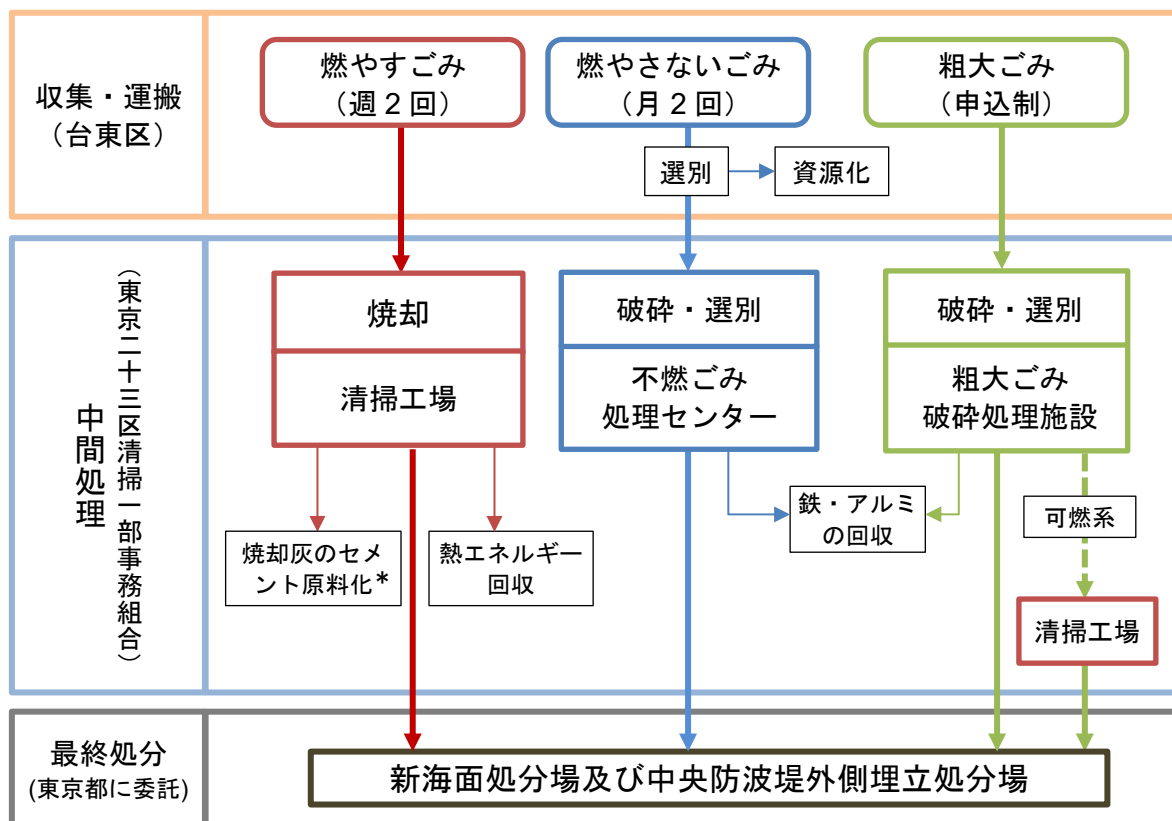 収集・運搬
（台東区）
燃やすごみ
（週２回）
燃やさないごみ
（月２回）
粗大ごみ
（申込制）
選別
資源化
中間処理
（東京二十三区清掃一部事務組合）
焼却
清掃工場
破砕・選別
不燃ごみ
処理センター
破砕・選別
粗大ごみ
破砕処理施設
焼却灰のセメ
ント原料化*
熱エネルギー
回収
鉄・アルミ
の回収
可燃系
清掃工場
最終処分
(東京都に委託)
新海面処分場及び中央防波堤外側埋立処分場